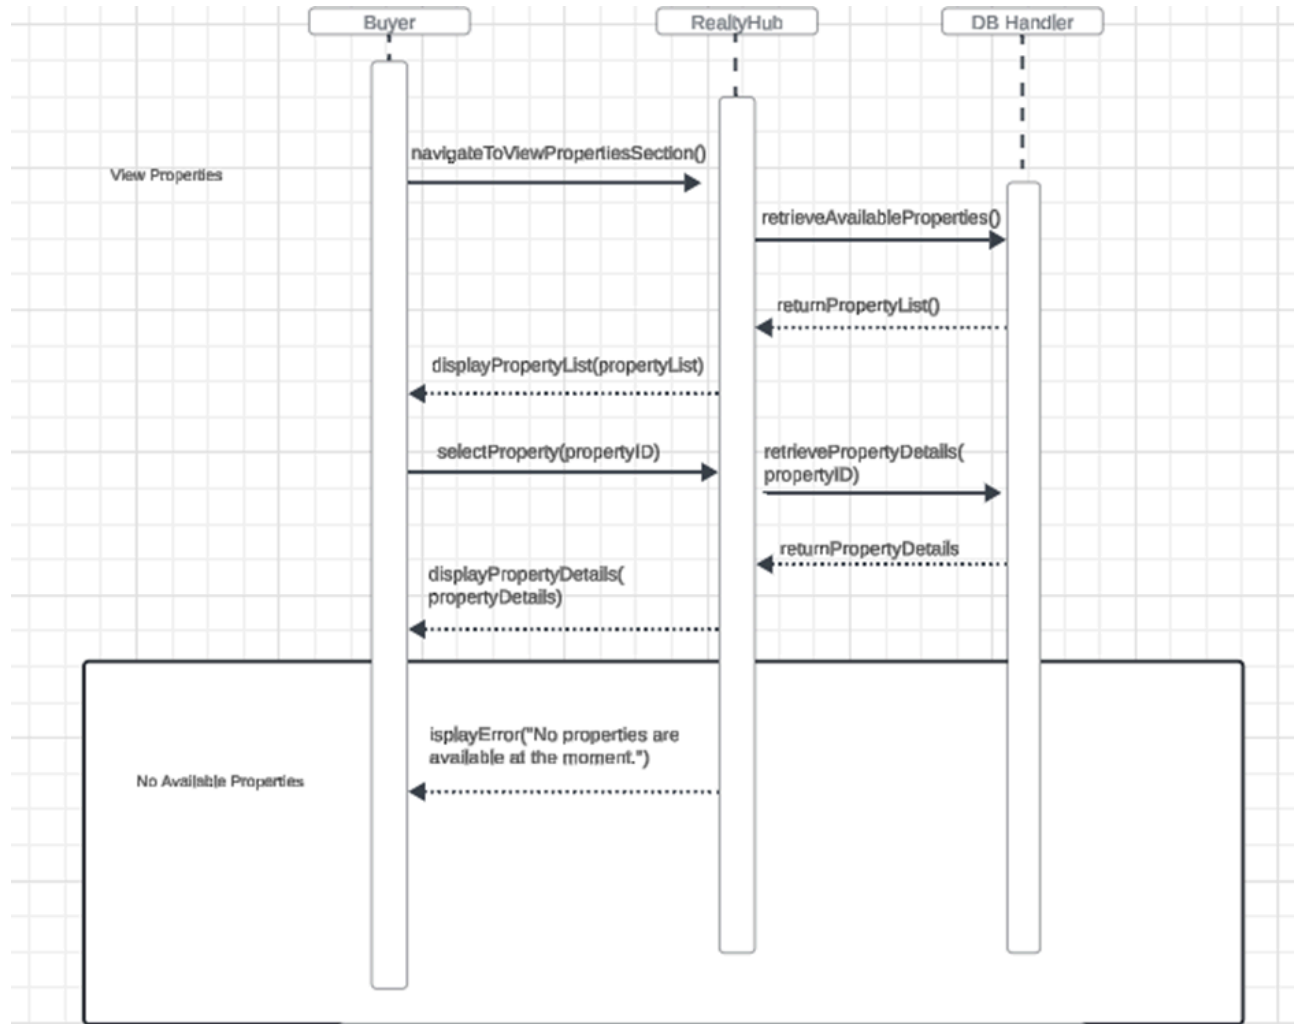 Buyer
RealtyHub
DB Handler
navigateToViewPropertiesSection()
View Properties
retrieveAvailableProperties()
returnPropertyList()
displayPropertyList(propertyList)
selectProperty(propertyID)
retrievePropertyDetails(
propertyID)
returnPropertyDetails
displayPropertyDetails(
propertyDetails)
isplayError("No properties are
available at the moment.")
No Available Properties